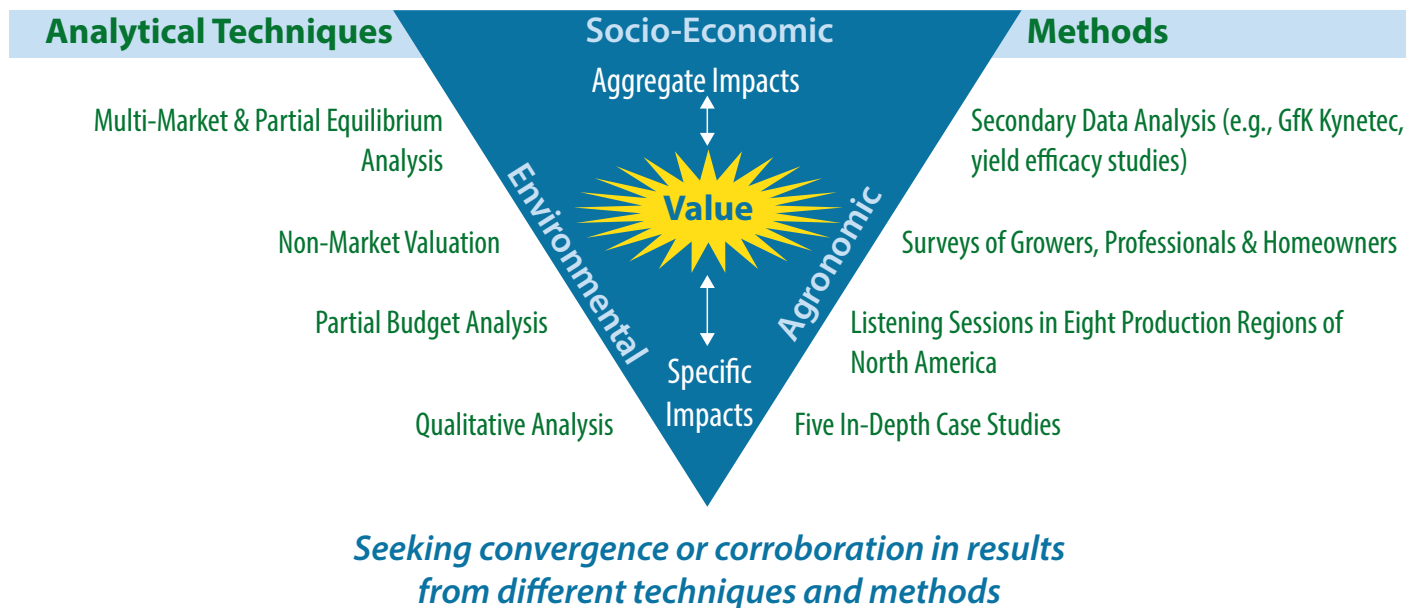 Analytical Techniques
Socio-Economic
Methods
Aggregate Impacts
Multi-Market & Partial Equilibrium
Analysis
Secondary Data Analysis (e.g., GfK Kynetec,
yield efficacy studies)
Environmental
Value
Agronomic
Non-Market Valuation
Surveys of Growers, Professionals & Homeowners
Partial Budget Analysis
Listening Sessions in Eight Production Regions of
North America
Specific
Impacts
Qualitative Analysis
Five In-Depth Case Studies
Seeking convergence or corroboration in results
from different techniques and methods